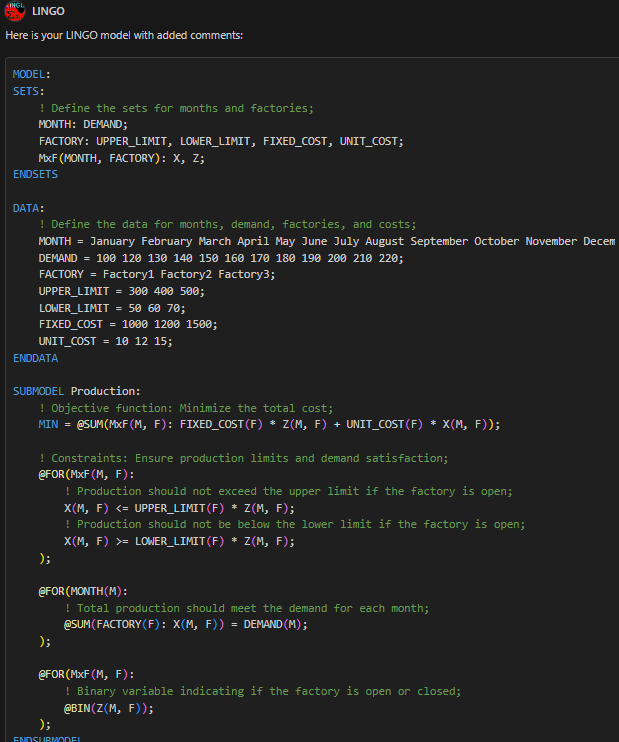 LINGO
LINGO
Here is your LINGO model with added comments:
MODEL:
SETS:
! Define the sets for months and factories;
MONTH: DEMAND;
FACTORY: UPPER_LIMIT, LOWER_LIMIT, FIXED_COST, UNIT_COST;
MxF(MONTH, FACTORY): X, Z;
ENDSETS
DATA:
! Define the data for months, demand, factories, and costs;
MONTH = January February March April May June July August September October November Decem
DEMAND = 100 120 130 140 150 160 170 180 190 200 210 220;
FACTORY = Factory1 Factory2 Factory3;
UPPER_LIMIT = 300 400 500;
LOWER_LIMIT = 50 60 70;
FIXED_COST = 1000 1200 1500;
UNIT_COST = 10 12 15;
ENDDATA
SUBMODEL Production:
! Objective function: Minimize the total cost;
MIN = @SUM(MxF(M, F): FIXED_COST(F) * Z(M, F) + UNIT_COST(F) * X(M, F));
! Constraints: Ensure production limits and demand satisfaction;
@FOR(MxF(M, F):
! Production should not exceed the upper limit if the factory is open;
X(M, F) <= UPPER_LIMIT(F) * Z(M, F);
! Production should not be below the lower limit if the factory is open;
X(M, F) >= LOWER_LIMIT(F) * Z(M, F);
);
@FOR(MONTH(M):
! Total production should meet the demand for each month;
@SUM(FACTORY(F): X(M, F)) = DEMAND(M);
);
@FOR(MxF(M, F):
! Binary variable indicating if the factory is open or closed;
@BIN(Z(M, F));
);
ENDSUBMODEL